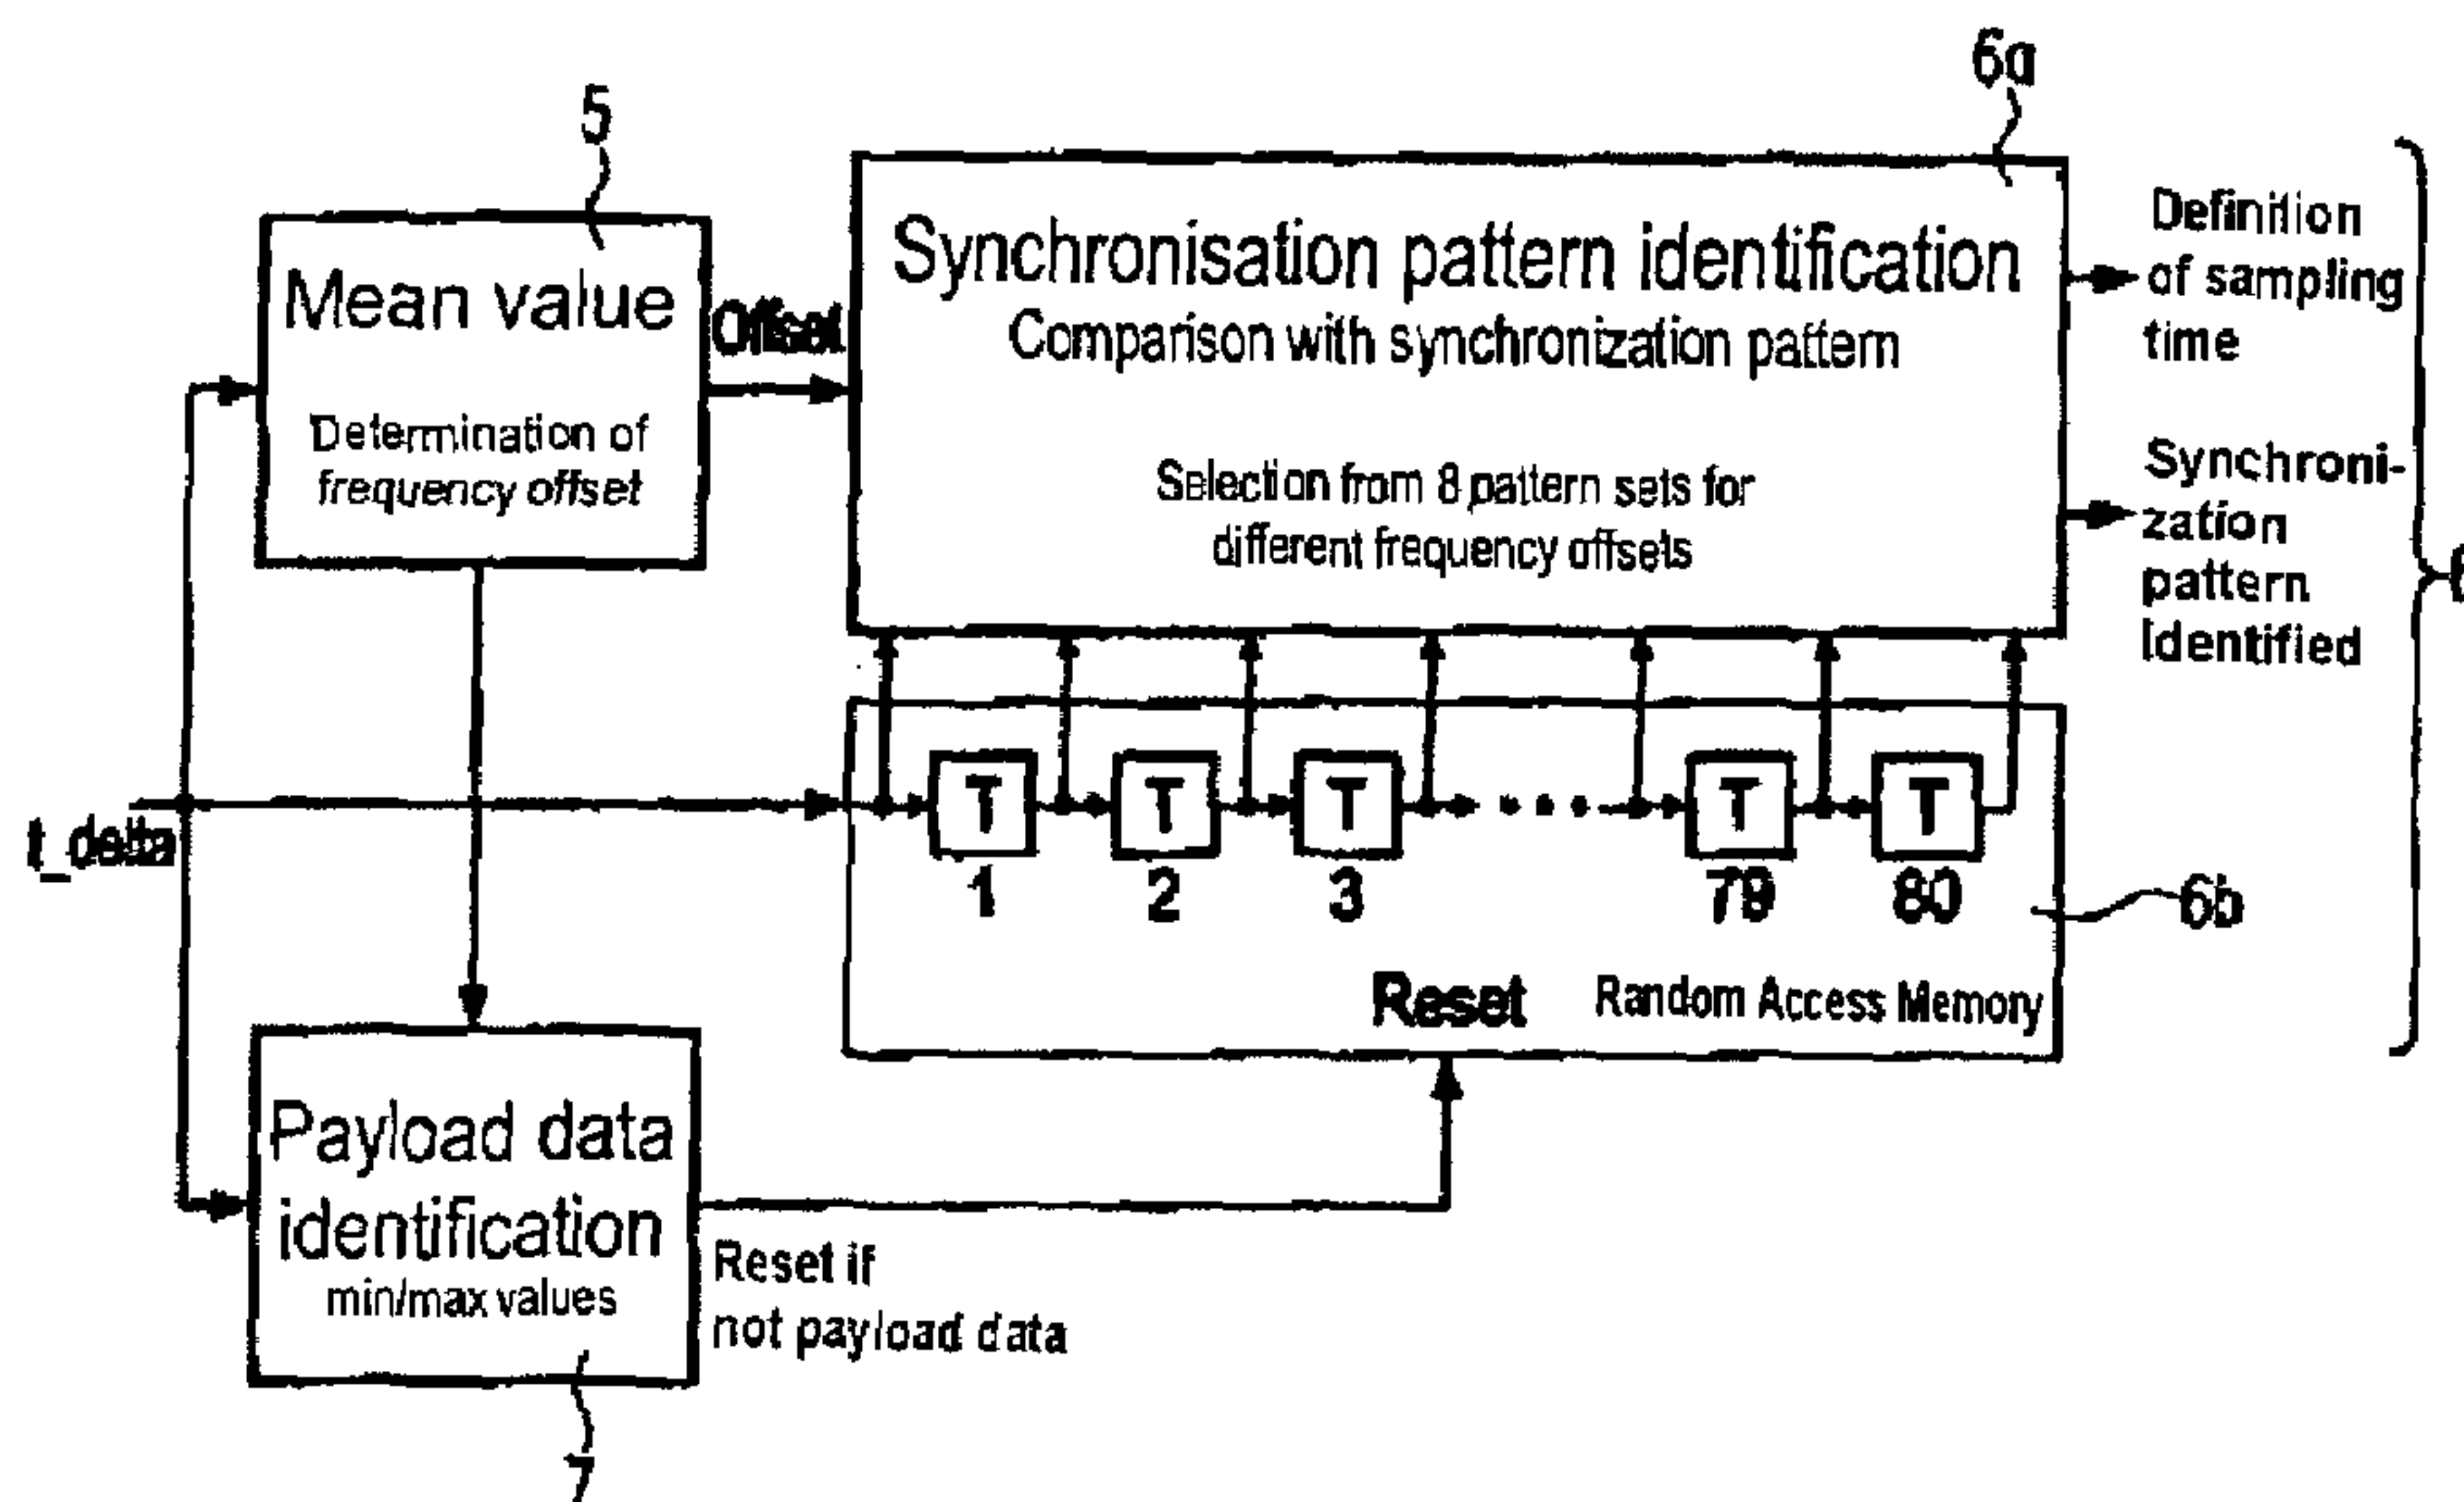 5
6a
Mean value
Determination of
frequency offset
Offset
Synchronisation pattern identification
Comparison with synchronization pattern
Selection from 8 pattern sets for
different frequency offsets
Definition
of sampling
time
Synchroni-
zation
pattern
Identified
t_delta
T T T T T
1 2 3 79 80
6b
Reset
Random Access Memory
Payload data
identification
min/max values
Reset if
not payload data
7